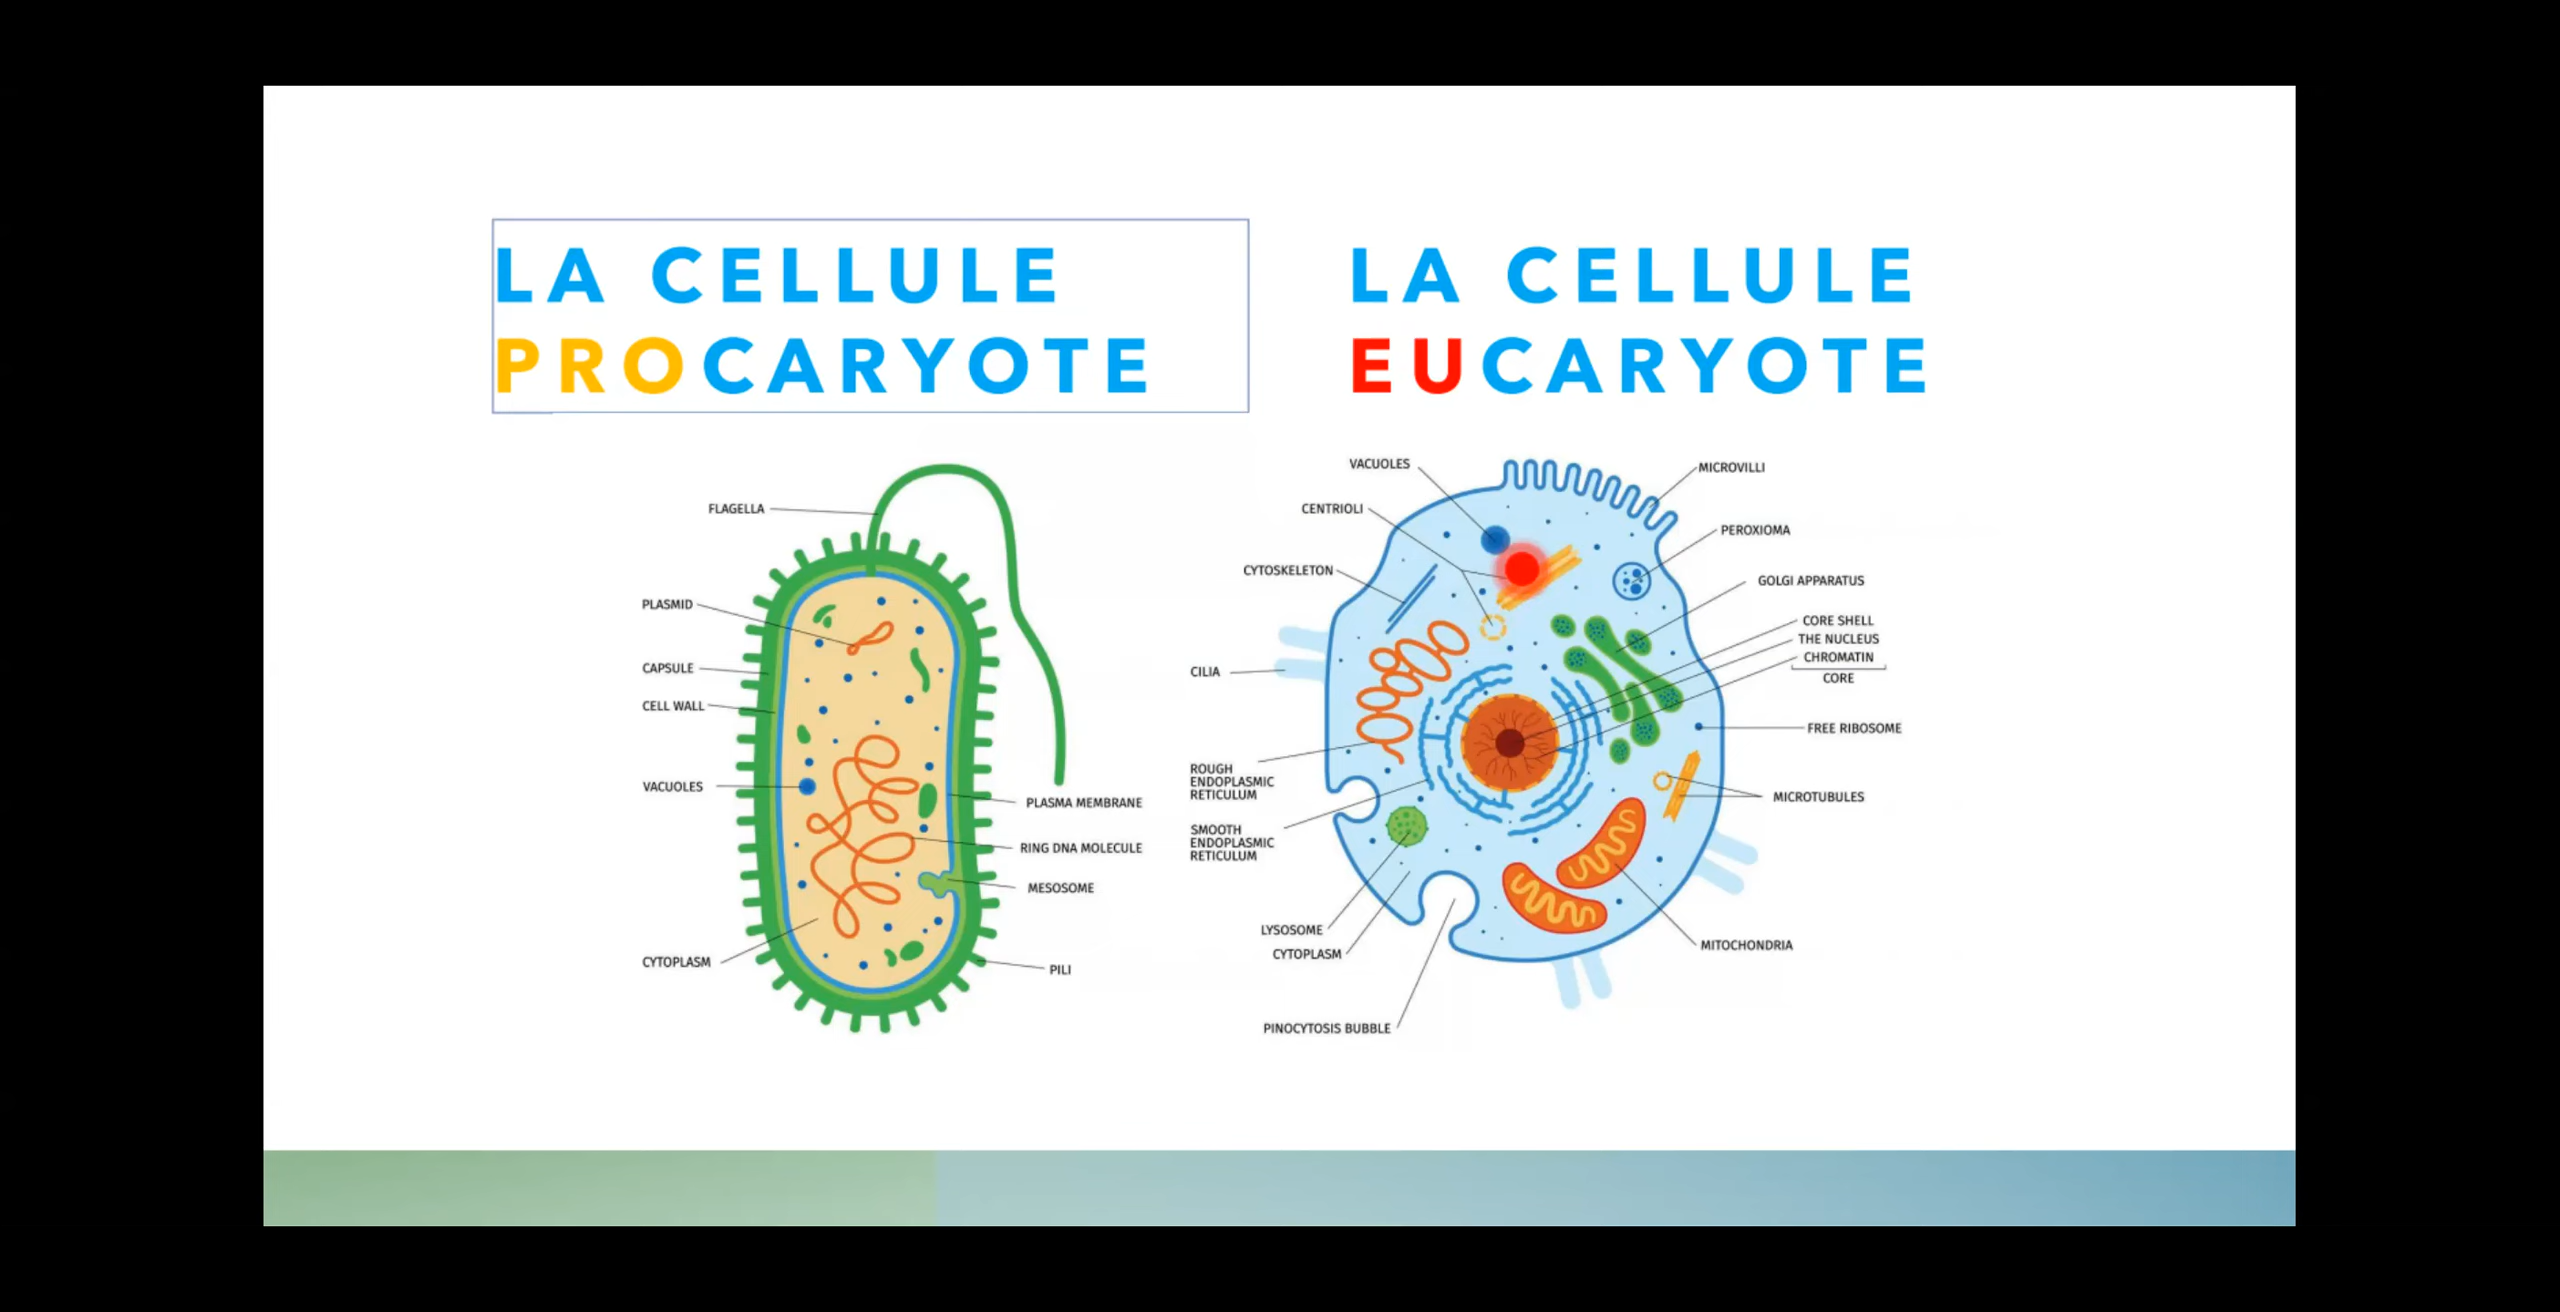 LA CELLULE
PROCARYOTE
FLAGELLA
PLASMID
CAPSULE
CELL WALL
VACUOLES
CYTOPLASM
PLASMA MEMBRANE
RING DNA MOLECULE
MESOSOME
PILI
LA CELLULE
EUCARYOTE
VACUOLES
CENTRIOLI
CYTOSKELETON
CILIA
ROUGH
ENDOPLASMIC
RETICULUM
SMOOTH
ENDOPLASMIC
RETICULUM
LYSOSOME
CYTOPLASM
PINOCYTOSIS BUBBLE
MICROVILLI
PEROXIOMA
GOLGI APPARATUS
CORE SHELL
THE NUCLEUS
CHROMATIN
CORE
FREE RIBOSOME
MICROTUBULES
MITOCHONDRIA